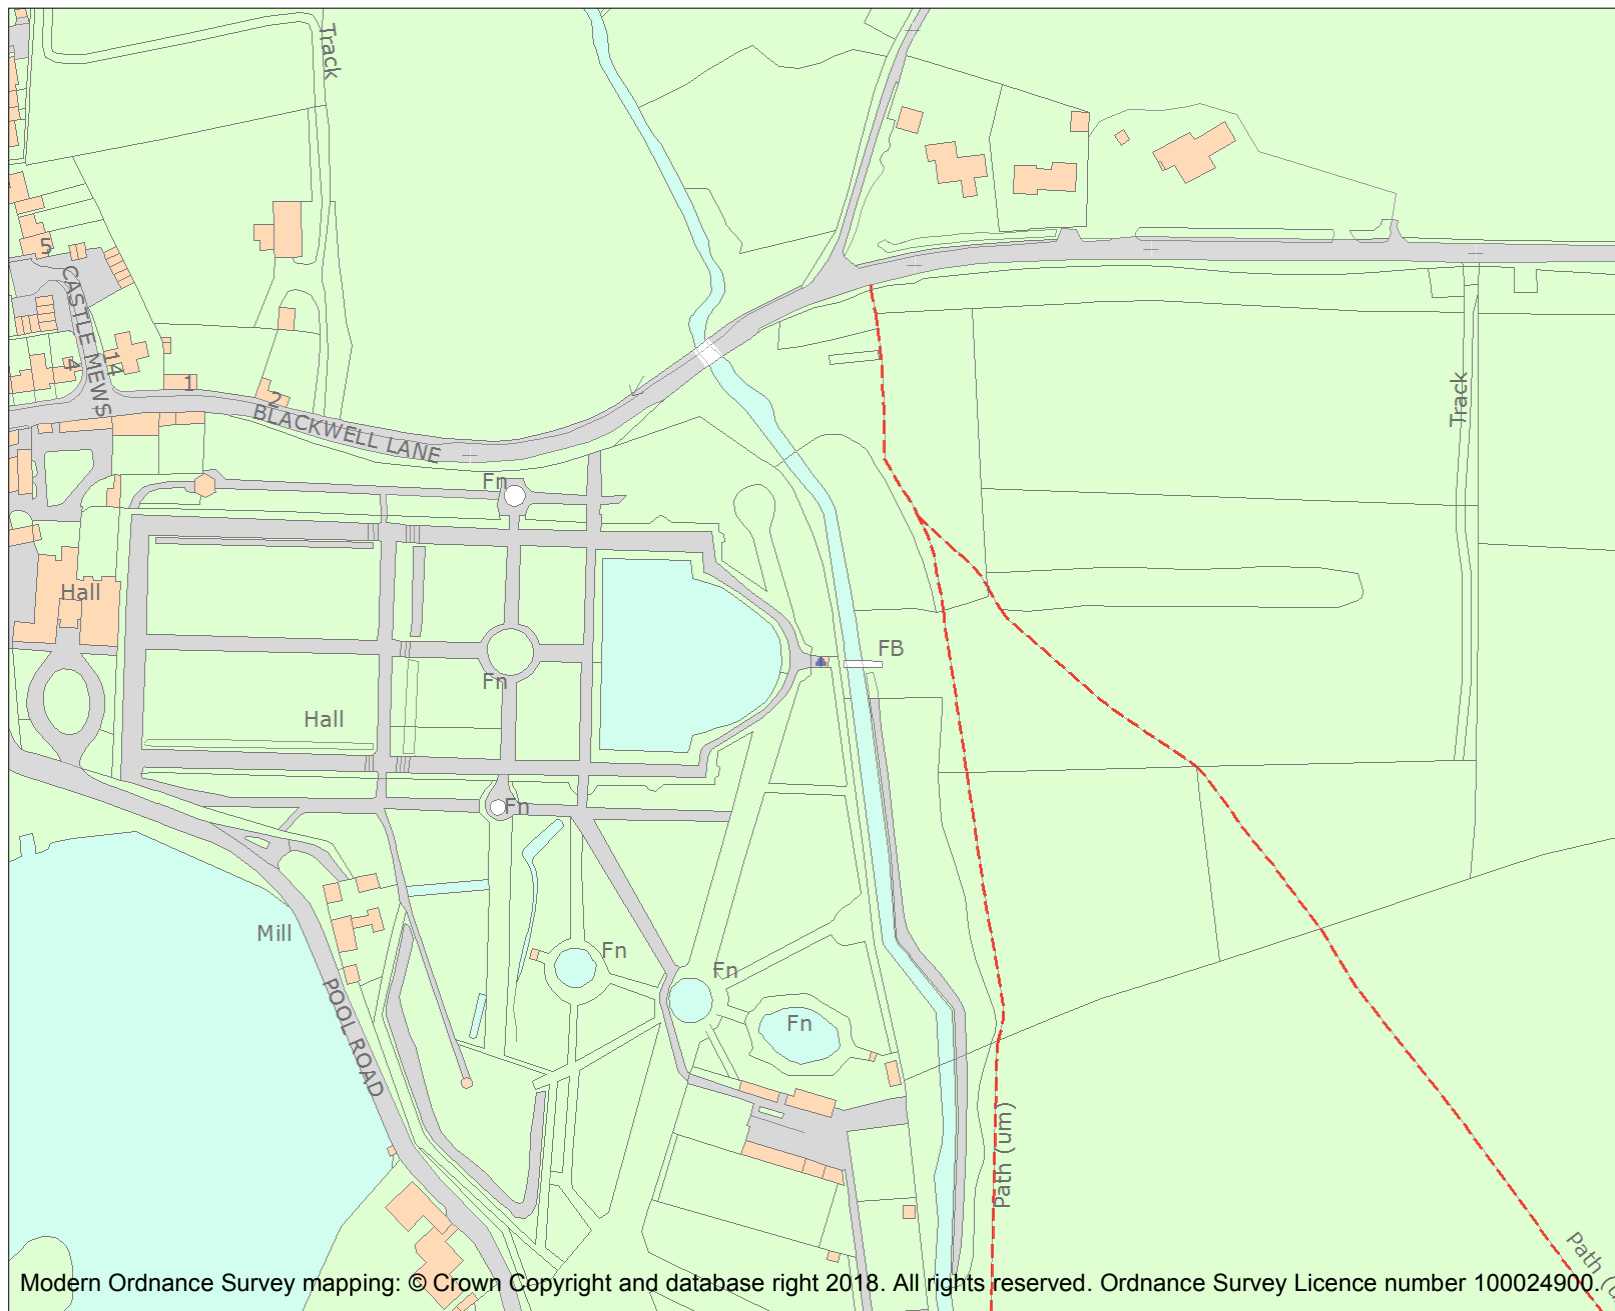 Track
5
CASTLE MEWS
14
4
1
2
BLACKWELL LANE
Track
Fn
Hall
FB
Fn
Hall
Fn
Mill
Fn
Fn
Fn
POOL ROAD
Path (um)
Path
Modern Ordnance Survey mapping: © Crown Copyright and database right 2018. All rights reserved. Ordnance Survey Licence number 100024900.